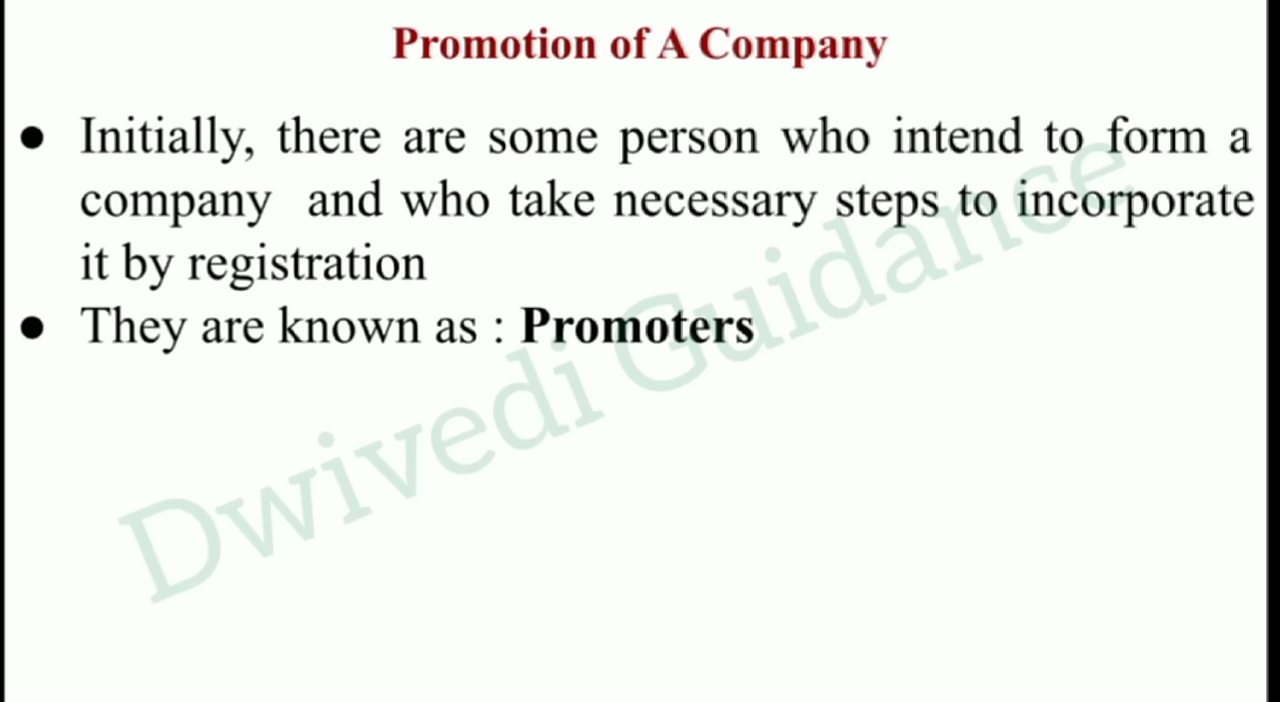 Promotion of A Company
● Initially, there are some person who intend to form a
company and who take necessary steps to incorporate
it by registration
● They are known as : Promoters
Dwivedi Guidance